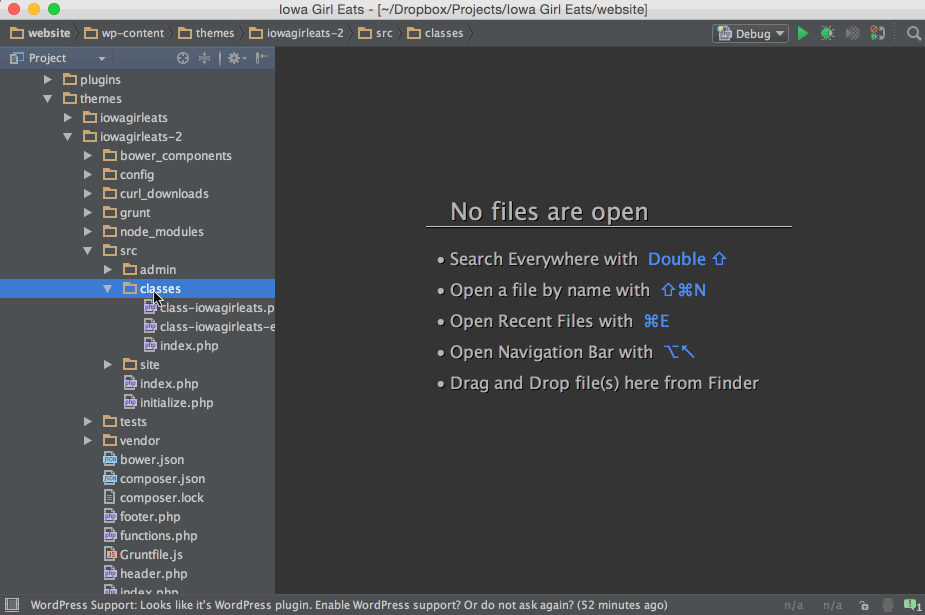 Iowa Girl Eats - [~/Dropbox/Projects/Iowa Girl Eats/website]
website wp-content themes iowagirleats-2 src classes Debug
Project
plugins
themes
iowagirleats
iowagirleats-2
bower_components
config
curl_downloads
grunt
node_modules
src
admin
classes
class-iowagirleats.p
class-iowagirleats-e
index.php
site
index.php
initialize.php
tests
vendor
bower.json
composer.json
composer.lock
footer.php
functions.php
Gruntfile.js
header.php
index.php
No files are open
• Search Everywhere with Double ⇧
• Open a file by name with ⇧⌘N
• Open Recent Files with ⌘E
• Open Navigation Bar with ⌥↖
• Drag and Drop file(s) here from Finder
WordPress Support: Looks like it's WordPress plugin. Enable WordPress support? Or do not ask again? (52 minutes ago) n/a n/a 1